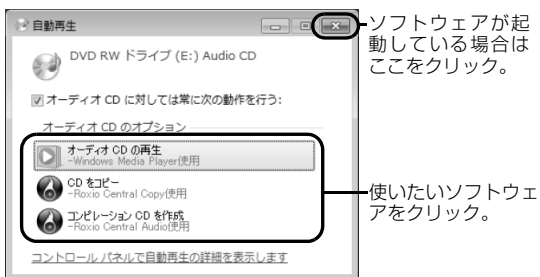 自動再生
DVD RW ドライブ (E:) Audio CD
オーディオ CD に対しては常に次の動作を行う:
オーディオ CD のオプション
オーディオ CD の再生
-Windows Media Player使用
CD をコピー
-Roxio Central Copy使用
コンピレーション CD を作成
-Roxio Central Audio使用
コントロール パネルで自動再生の詳細を表示します
ソフトウェアが起
動している場合は
ここをクリック。
使いたいソフトウェ
アをクリック。